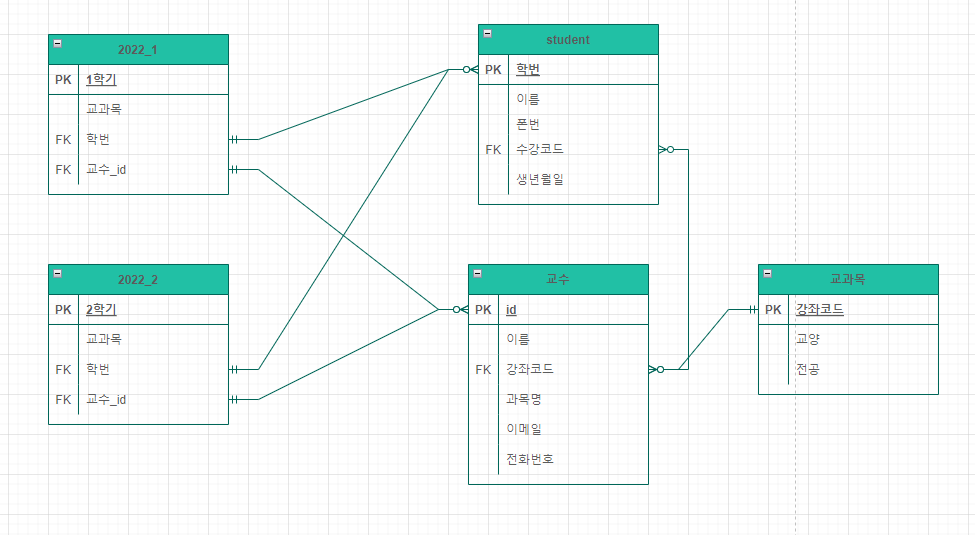 2022_1
PK 1학기
교과목
FK 학번
FK 교수_id
student
PK 학번
이름
폰번
FK 수강코드
생년월일
2022_2
PK 2학기
교과목
FK 학번
FK 교수_id
교수
PK id
이름
FK 강좌코드
과목명
이메일
전화번호
교과목
PK 강좌코드
교양
전공